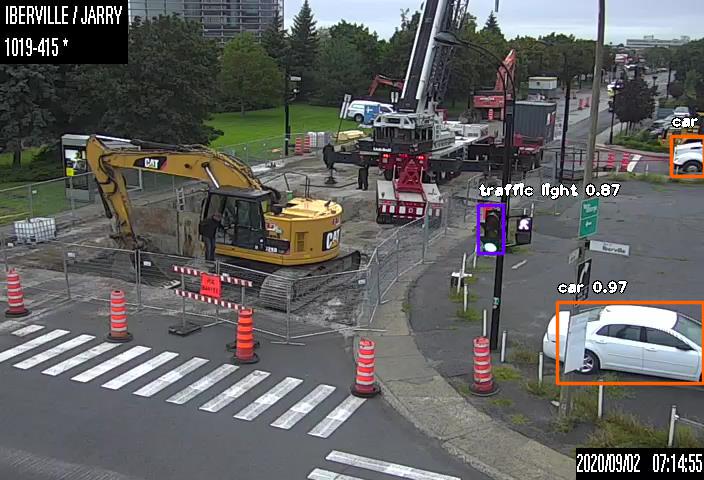 IBERVILLE / JARRY
1019-415 *
car
traffic light 0.87
car 0.97
CAT
CAT
Iberville
2020/09/02 07:14:55